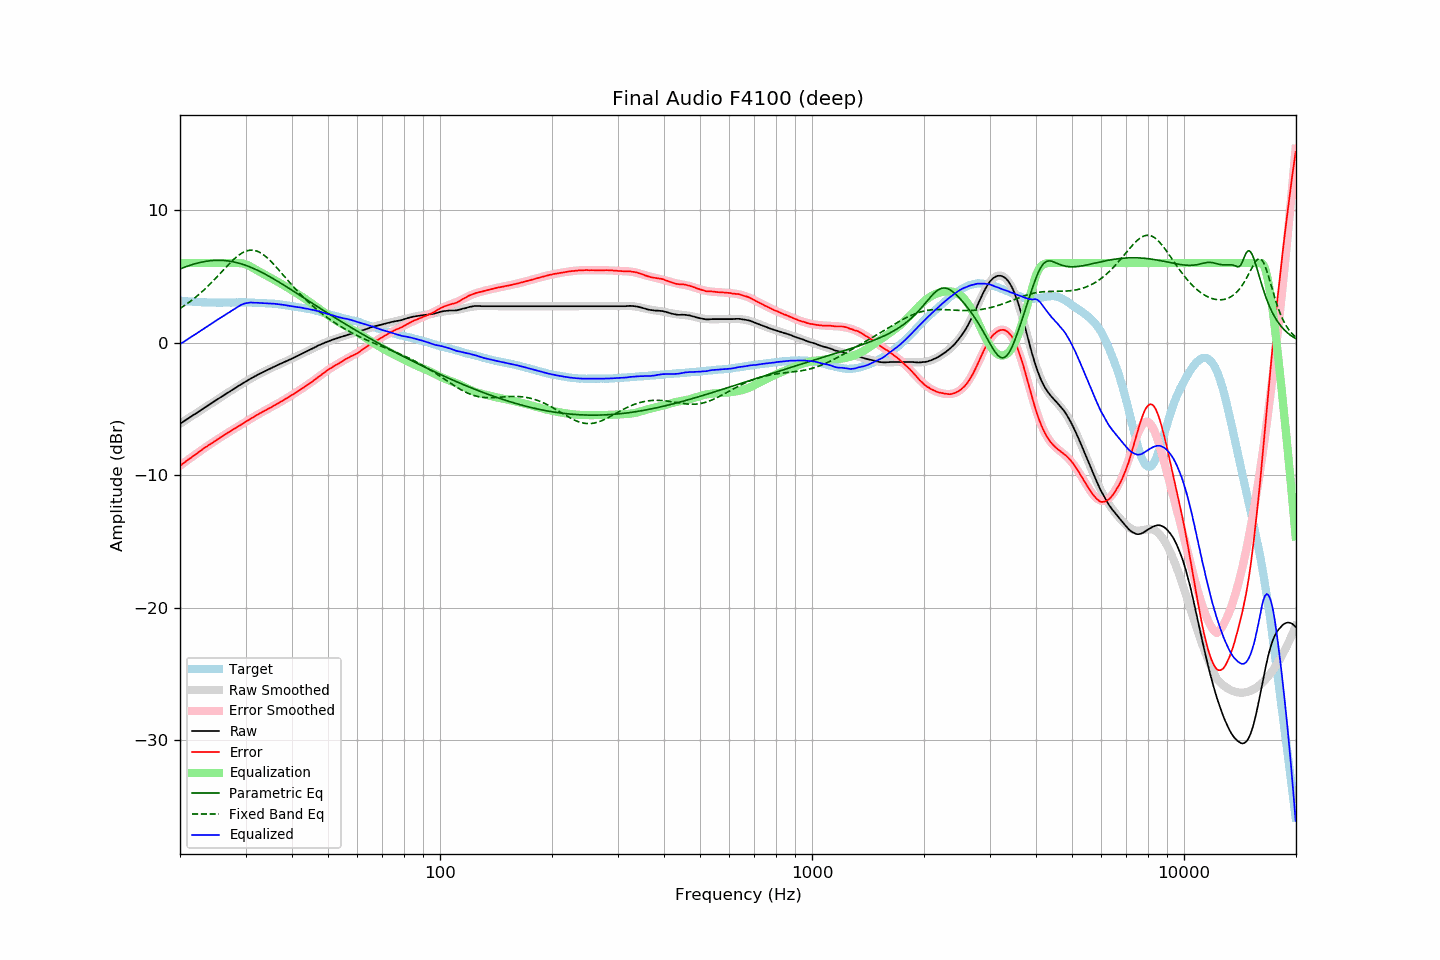 Final Audio F4100 (deep)
10
0
−10
−20
−30
Amplitude (dBr)
Target
Raw Smoothed
Error Smoothed
Raw
Error
Equalization
Parametric Eq
Fixed Band Eq
Equalized
100
1000
10000
Frequency (Hz)